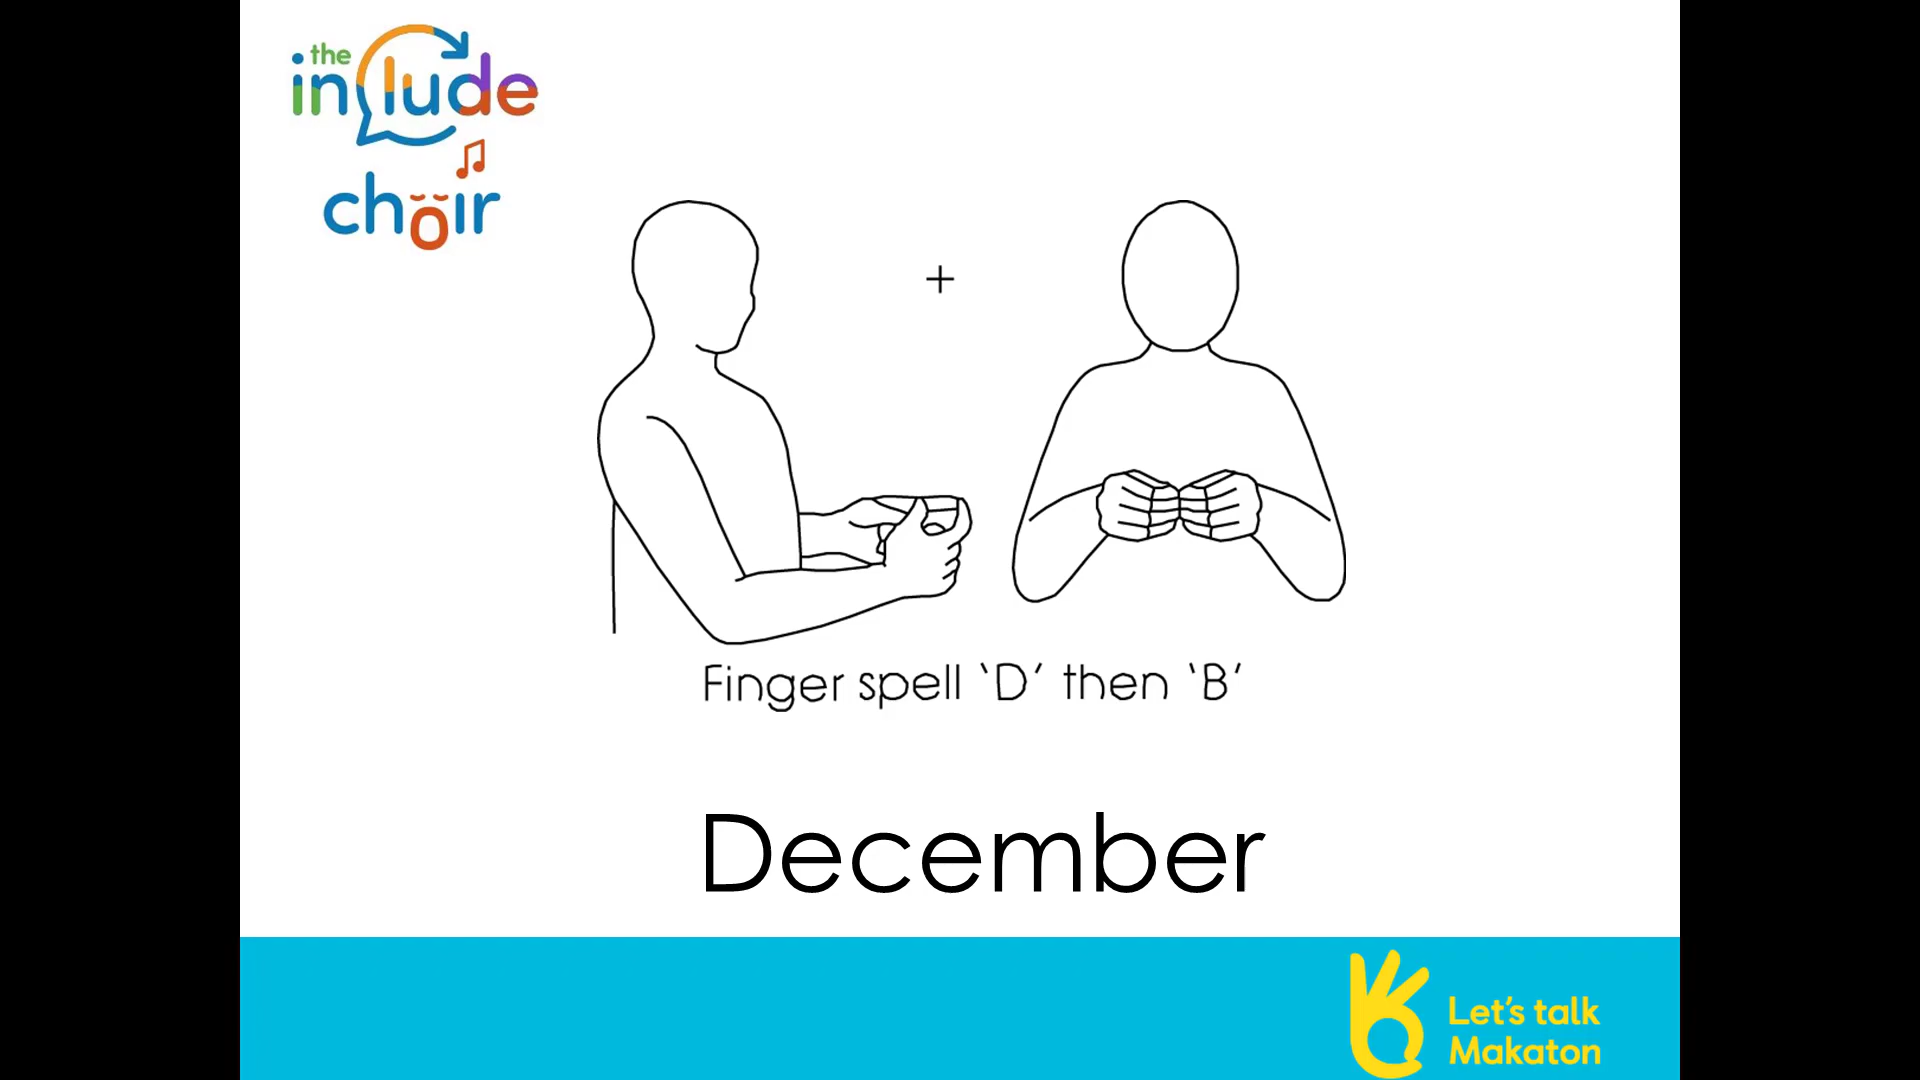 the
include
choir
+
Finger spell ‘D’ then ‘B’
December
Let's talk
Makaton